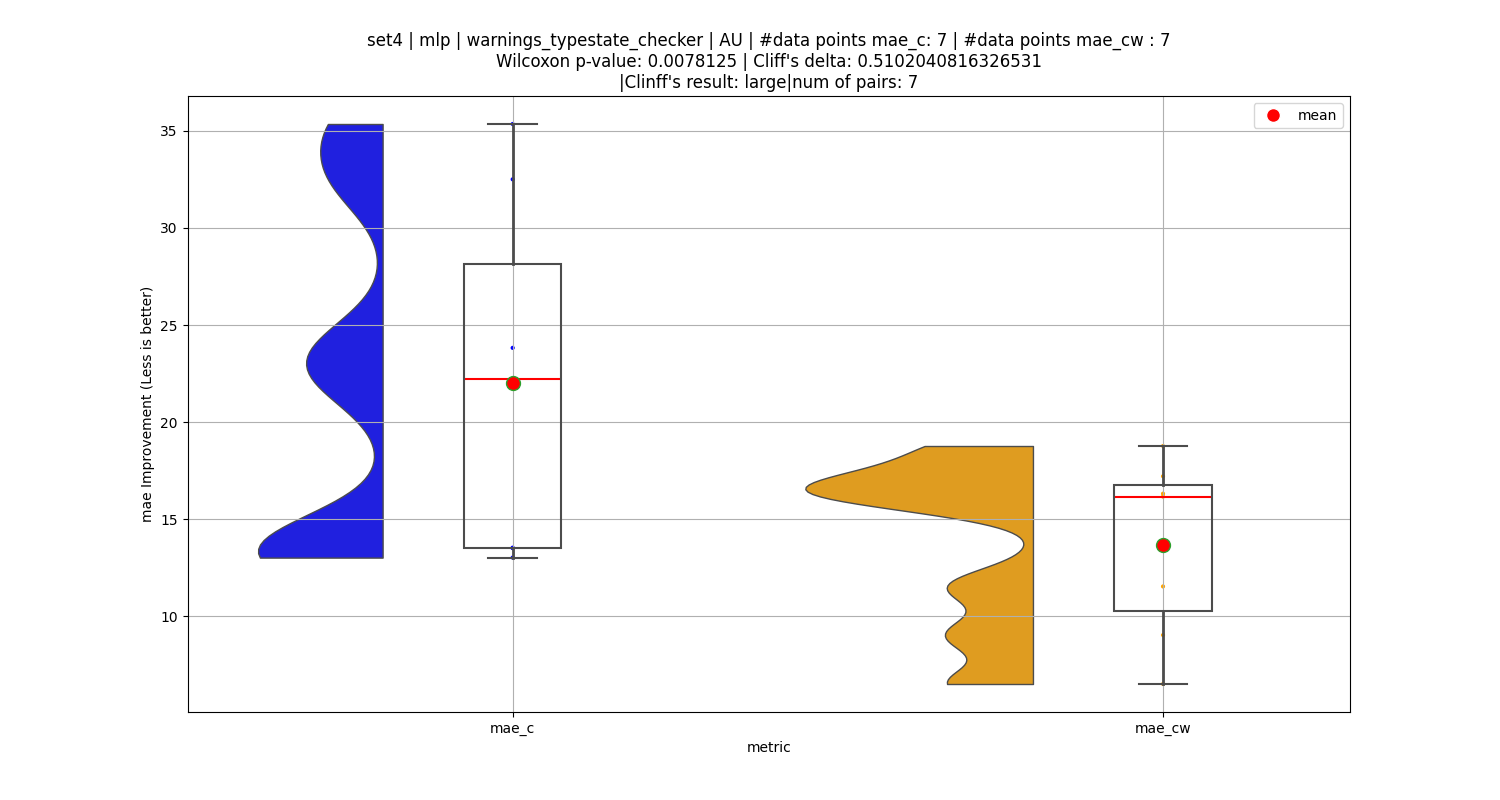 set4 | mlp | warnings_typestate_checker | AU | #data points mae_c: 7 | #data points mae_cw : 7
Wilcoxon p-value: 0.0078125 | Cliff's delta: 0.5102040816326531
|Clinff's result: large|num of pairs: 7
mean
35
30
25
20
15
10
mae Improvement (Less is better)
mae_c
mae_cw
metric